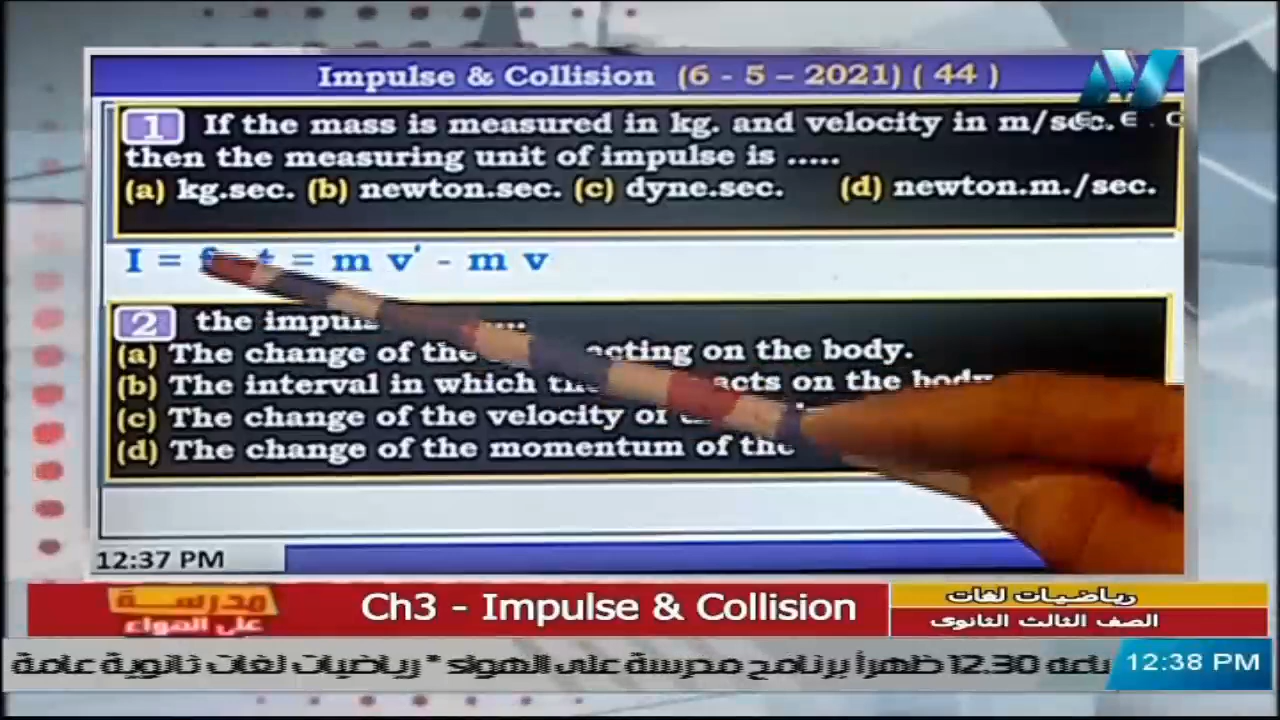 Impulse & Collision (6 - 5 – 2021) ( 44 )
1 If the mass is measured in kg. and velocity in m/sec.
then the measuring unit of impulse is .....
(a) kg.sec. (b) newton.sec. (c) dyne.sec. (d) newton.m./sec.
I = t = m v' - m v
2 the
(a) The change of the acting on the body.
(b) The interval in which acts on the body
(c) The change of the velocity of
(d) The change of the momentum of the
12:37 PM
مدرسة
على الهواء
Ch3 - Impulse & Collision
رياضيات لغات
الصف الثالث الثانوى
12.30 ظهراً برنامج مدرسة على الهواء * رياضيات لغات ثانوية عامة
12:38 PM